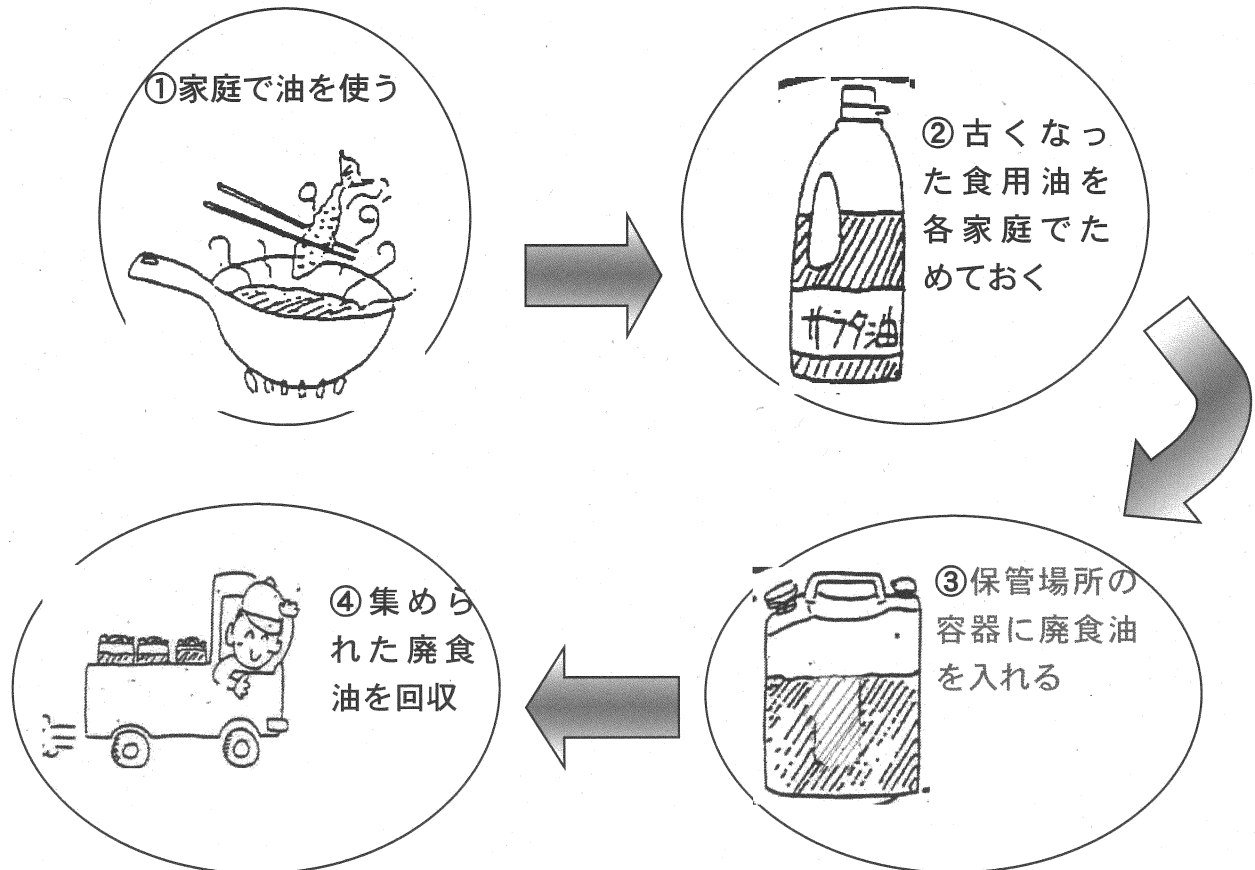 ①家庭で油を使う
②古くなっ
た食用油を
各家庭でた
めておく
サラダ油
③保管場所の
容器に廃食油
を入れる
④集めら
れた廃食
油を回収